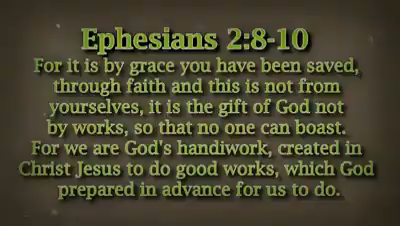 Ephesians 2:8-10
For it is by grace you have been saved,
through faith and this is not from
yourselves, it is the gift of God not
by works, so that no one can boast.
For we are God's handiwork, created in
Christ Jesus to do good works, which God
prepared in advance for us to do.